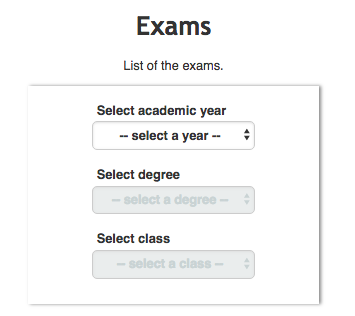 Exams
List of the exams.
Select academic year
-- select a year --
Select degree
-- select a degree --
Select class
-- select a class --